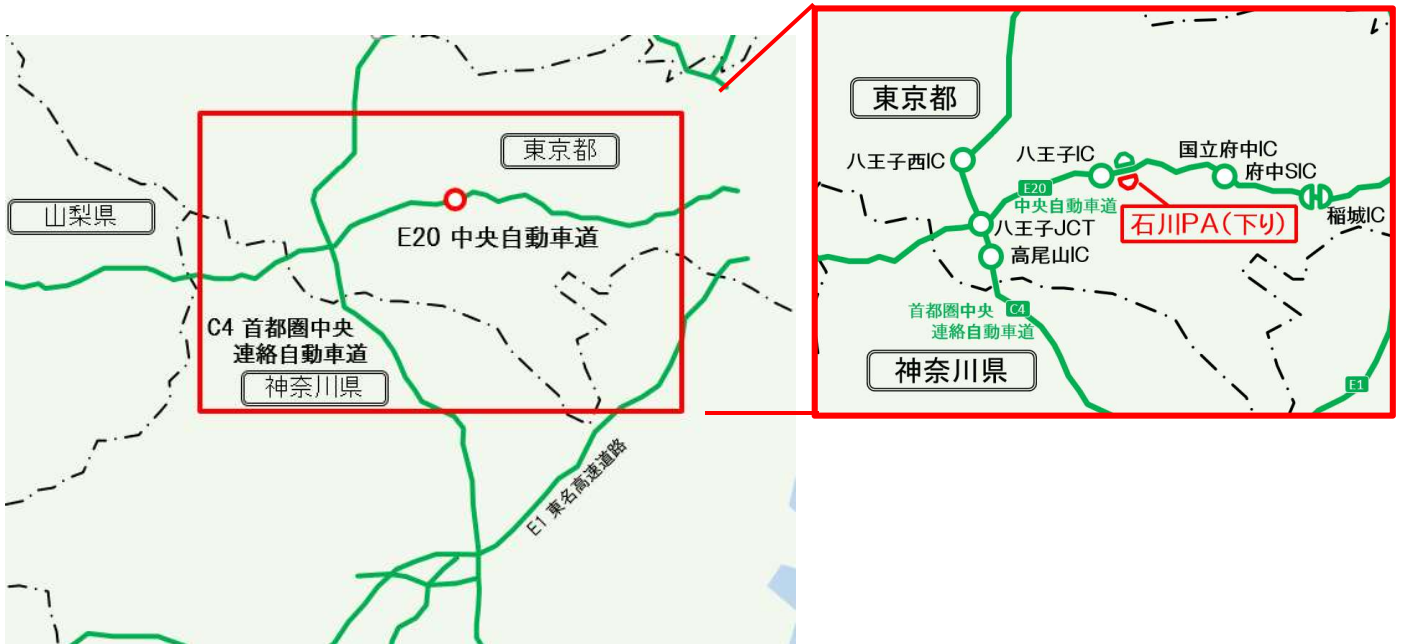 東京都
山梨県
E20 中央自動車道
C4 首都圏中央
連絡自動車道
神奈川県
E1 東名高速道路
東京都
八王子西IC
八王子IC
国立府中IC
府中SIC
E20
中央自動車道
稲城IC
石川PA(下り)
八王子JCT
高尾山IC
首都圏中央
C4
連絡自動車道
神奈川県
E1